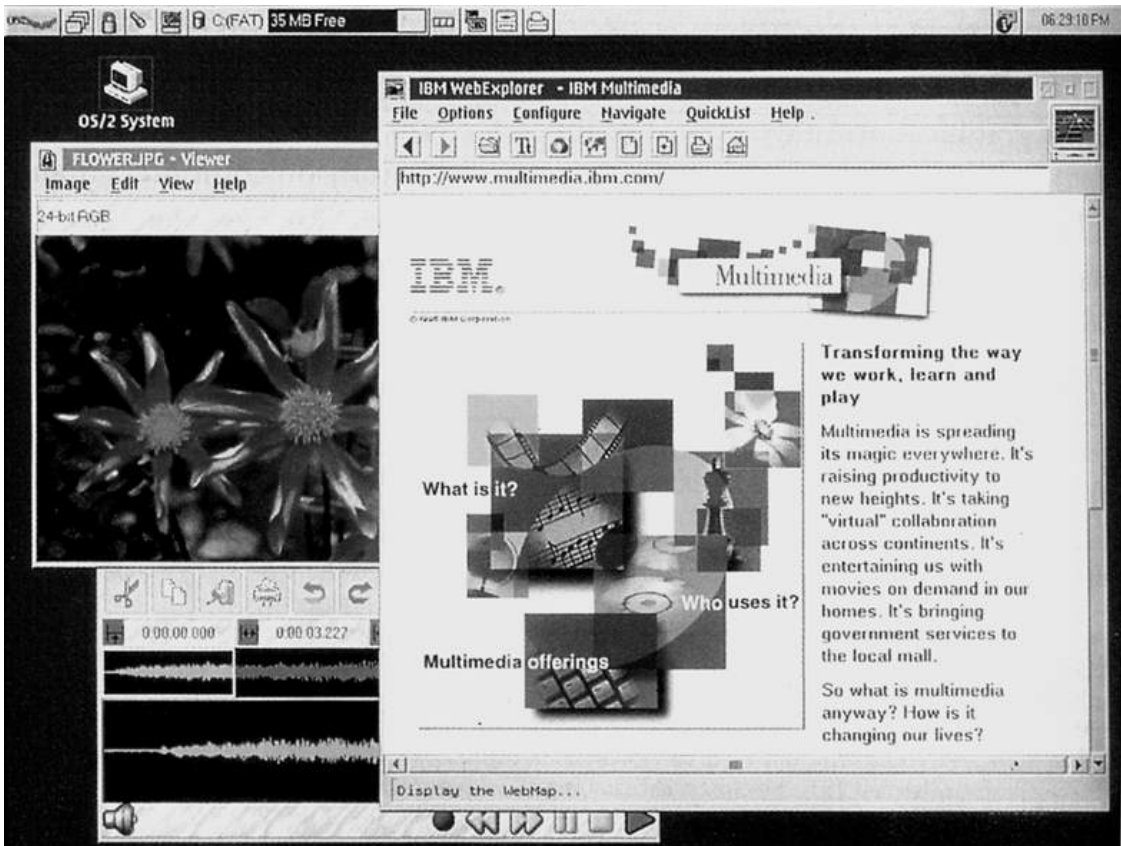 C:(FAT) 35 MB Free
06:29:18 PM
OS/2 System
FLOWER.JPG - Viewer
Image Edit View Help
24-bit RGB
IBM WebExplorer - IBM Multimedia
File Options Configure Navigate QuickList Help
http://www.multimedia.ibm.com/
IBM®
Multimedia
IBM Corporation
What is it?
Who uses it?
Multimedia offerings
Transforming the way
we work, learn and
play
Multimedia is spreading
its magic everywhere. It's
raising productivity to
new heights. It's taking
"virtual" collaboration
across continents. It's
entertaining us with
movies on demand in our
homes. It's bringing
government services to
the local mall.
So what is multimedia
anyway? How is it
changing our lives?
0:00:00.000 0:00:03.227
Display the WebMap...